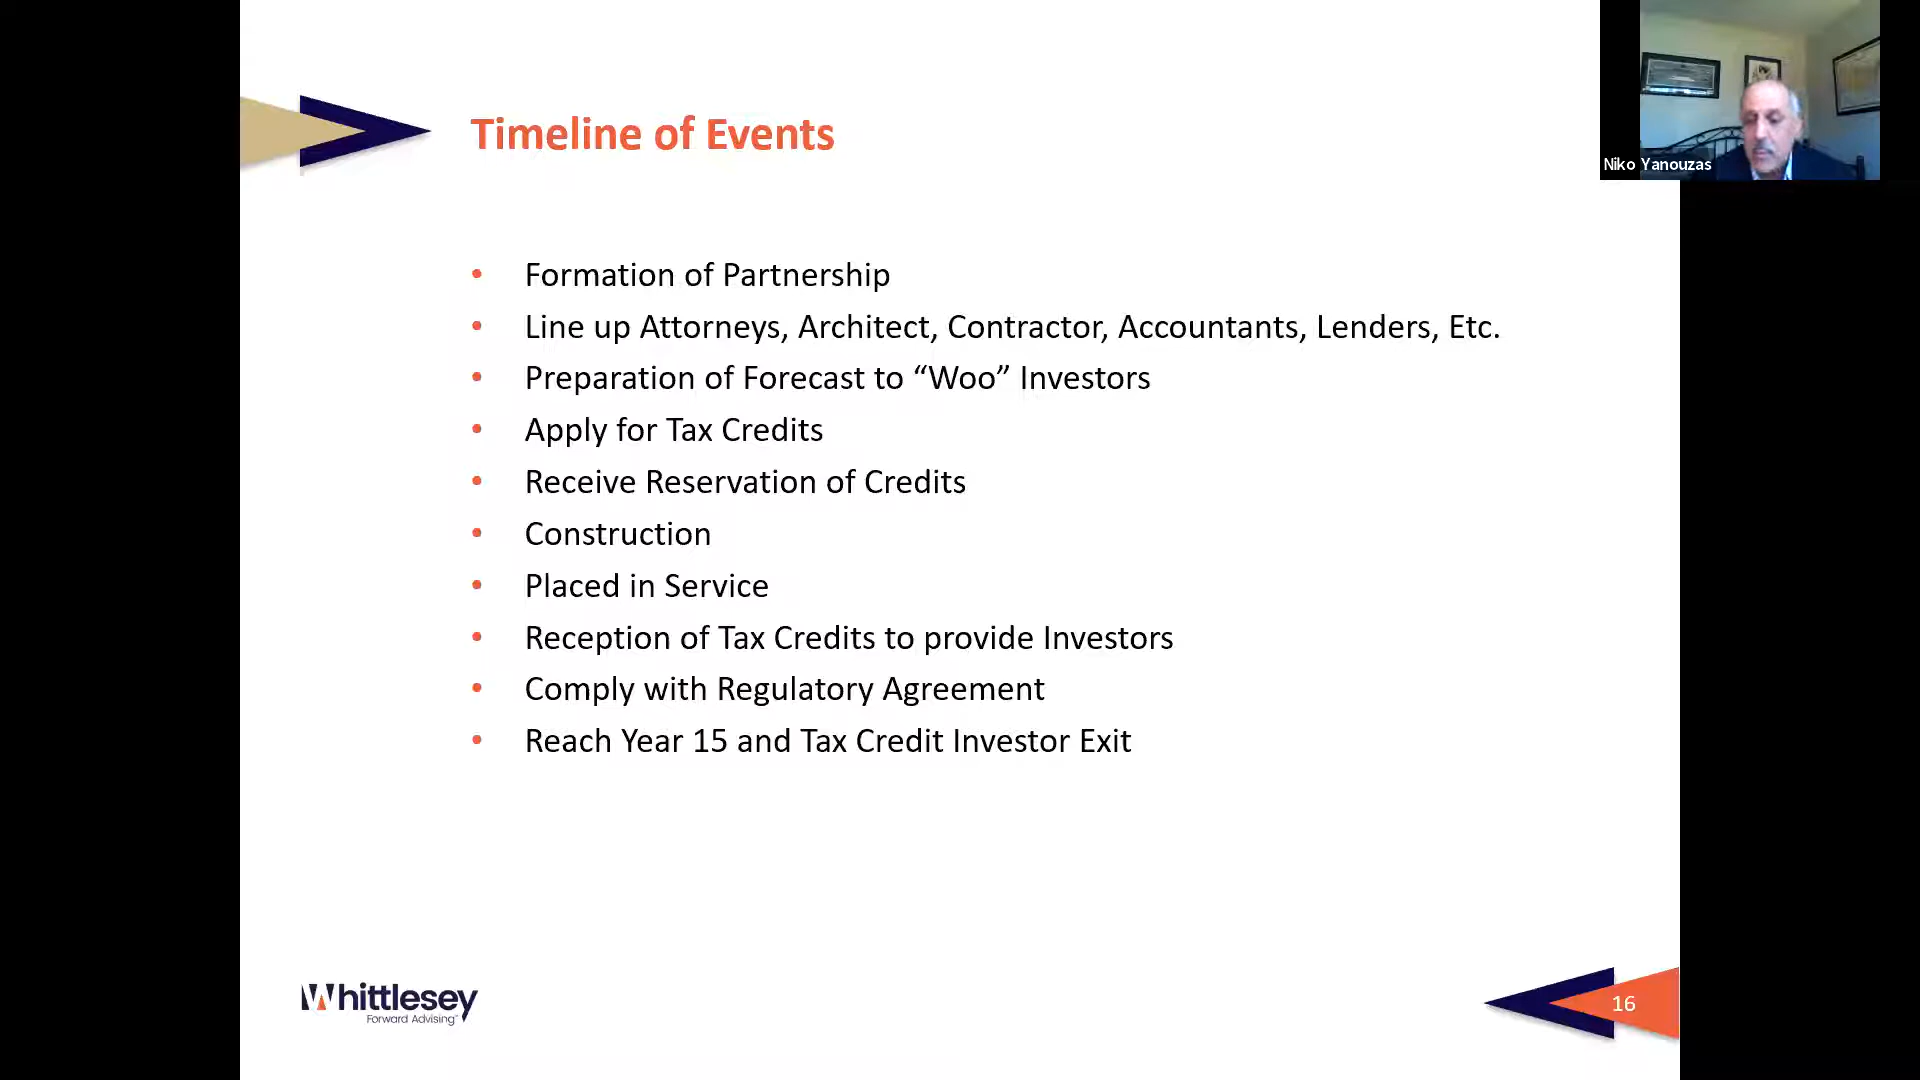 Timeline of Events
Niko Yanouzas
• Formation of Partnership
• Line up Attorneys, Architect, Contractor, Accountants, Lenders, Etc.
• Preparation of Forecast to “Woo” Investors
• Apply for Tax Credits
• Receive Reservation of Credits
• Construction
• Placed in Service
• Reception of Tax Credits to provide Investors
• Comply with Regulatory Agreement
• Reach Year 15 and Tax Credit Investor Exit
Whittlesey
Forward Advising
16